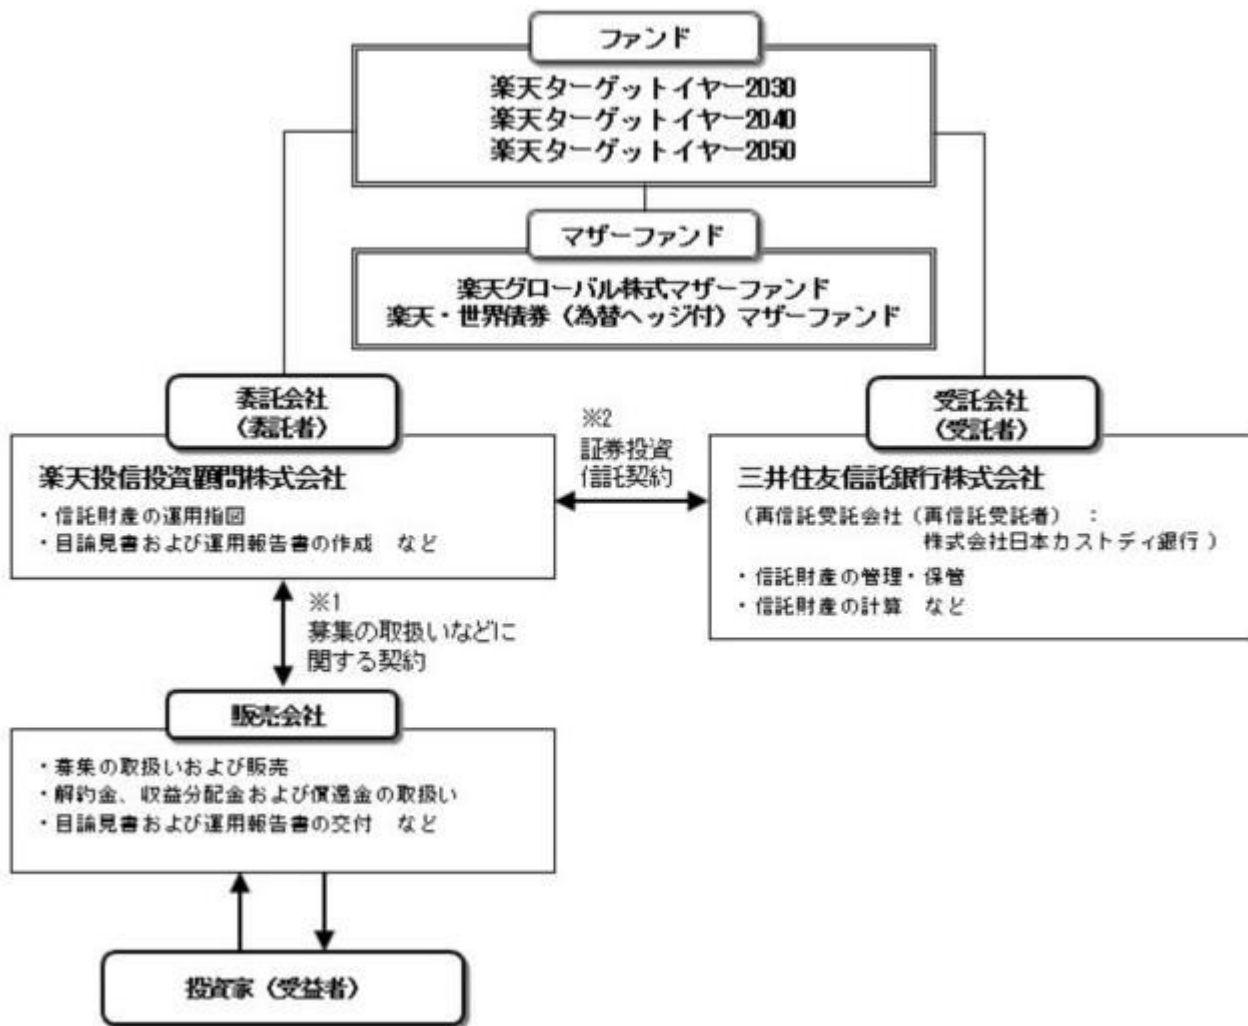 ファンド
楽天ターゲットイヤー2030
楽天ターゲットイヤー2040
楽天ターゲットイヤー2050
マザーファンド
楽天グローバル株式マザーファンド
楽天・世界債券（為替ヘッジ付）マザーファンド
委託会社
（委託者）
楽天投信投資顧問株式会社
・信託財産の運用指図
・目論見書および運用報告書の作成 など
※2
証券投資
信託契約
受託会社
（受託者）
三井住友信託銀行株式会社
（再信託受託会社（再信託受託者） ：
株式会社日本カストディ銀行）
・信託財産の管理・保管
・信託財産の計算 など
※1
募集の取扱いなどに
関する契約
販売会社
・募集の取扱いおよび販売
・解約金、収益分配金および償還金の取扱い
・目論見書および運用報告書の交付 など
投資家（受益者）